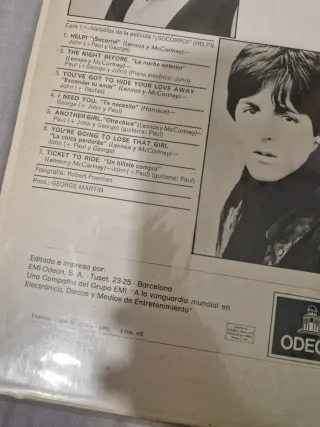 Cara 1.ª—Melodías de la película "¡SOCORRO!" (HELP!)
1. HELP! "¡Socorro!" (Lennon y McCartney)—
John (+ Paul y George)
2. THE NIGHT BEFORE. "La noche anterior"
(Lennon y McCartney)—
Paul (+ George y John) (Piano eléctrico: John)
3. YOU'VE GOT TO HIDE YOUR LOVE AWAY
"Esconder tu amor" (Lennon y McCartney)—
John (+ flautas)
4. I NEED YOU. "Te necesito" (Harrison)—
George (+ John y Paul)
5. ANOTHER GIRL. "Otra chica" (Lennon y McCartney)—
Paul (+ John y George) (guitarra: Paul)
6. YOU'RE GOING TO LOSE THAT GIRL.
"La chica perderás" (Lennon y McCartney)—
John (+ Paul y George)
7. TICKET TO RIDE. "Un billete compró"
(Lennon y McCartney)—John (+ Paul) (guitarra: Paul)
Fotografía: Robert Freeman
Prod.: GEORGE MARTIN
Editado e impreso por:
EMI-Odeon, S. A. - Tuset, 23-25 - Barcelona
Una Compañía del Grupo EMI. "A la vanguardia mundial en
Electrónica, Discos y Medios de Entretenimiento"
Depósito Legal B.
ODEO